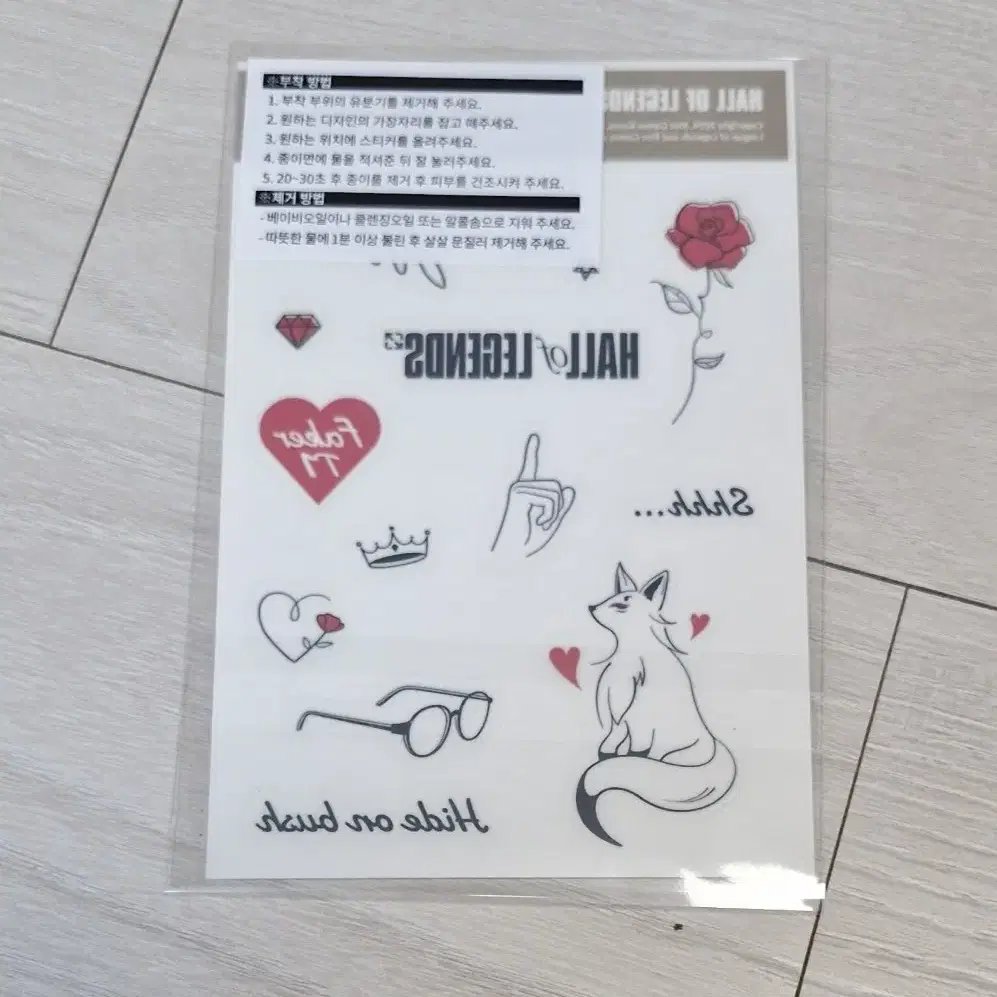 ※부착 방법
1. 부착 부위의 유분기를 제거해 주세요.
2. 원하는 디자인의 가장자리를 잡고 떼주세요.
3. 원하는 위치에 스티커를 올려주세요.
4. 종이면에 물을 적셔준 뒤 잘 눌러주세요.
5. 20~30초 후 종이를 제거 후 피부를 건조시켜 주세요.
※제거 방법
- 베이비오일이나 클렌징오일 또는 알콜솜으로 지워 주세요.
- 따뜻한 물에 1분 이상 불린 후 살살 문질러 제거해 주세요.
HALL OF LEGENDS
HALL of LEGENDS
Faker
T1
Shhh...
Hide on bush